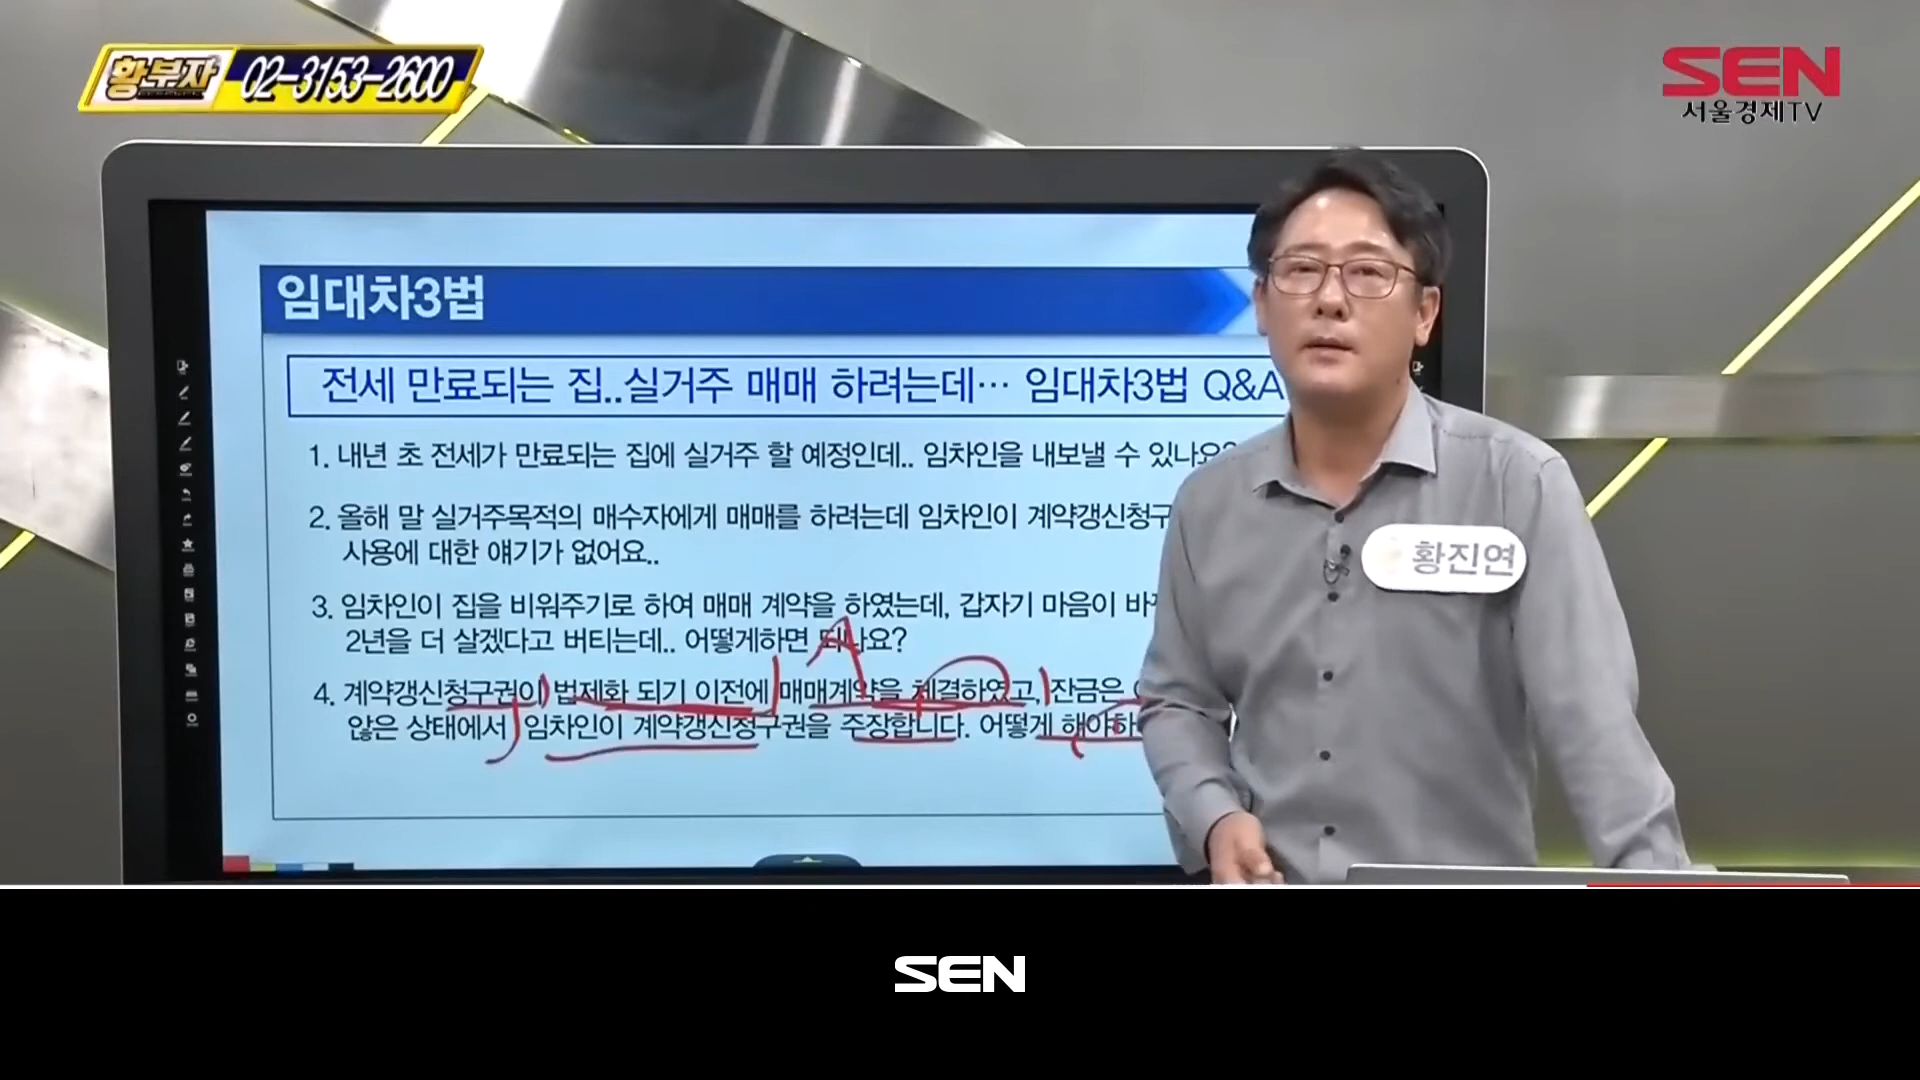 황부자 02-3153-2600
SEN
서울경제TV
임대차3법
전세 만료되는 집..실거주 매매 하려는데… 임대차3법 Q&A
1. 내년 초 전세가 만료되는 집에 실거주 할 예정인데.. 임차인을 내보낼 수 있나요?
2. 올해 말 실거주목적의 매수자에게 매매를 하려는데 임차인이 계약갱신청구
사용에 대한 얘기가 없어요..
3. 임차인이 집을 비워주기로 하여 매매 계약을 하였는데, 갑자기 마음이
2년을 더 살겠다고 버티는데.. 어떻게하면 되나요?
4. 계약갱신청구권이 법제화 되기 이전에 매매계약을 체결하였고, 잔금은
않은 상태에서 임차인이 계약갱신청구권을 주장합니다. 어떻게 해야하
황진연
SEN